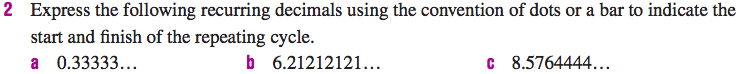 2 Express the following recurring decimals using the convention of dots or a bar to indicate the
start and finish of the repeating cycle.
a 0.33333... b 6.21212121... c 8.5764444...